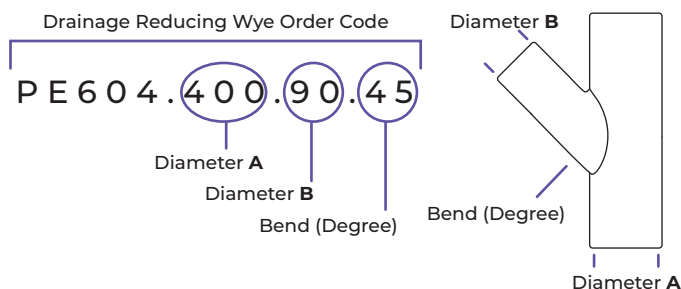 Drainage Reducing Wye Order Code
PE604.400.90.45
Diameter A
Diameter B
Bend (Degree)
Diameter B
Bend (Degree)
Diameter A